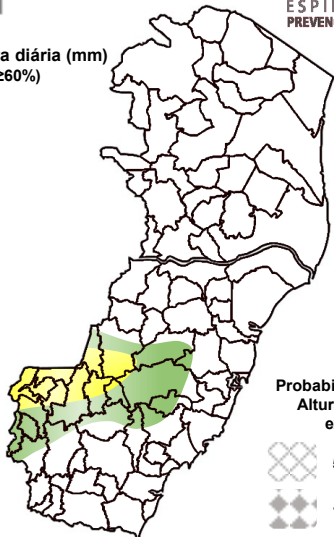 ESPI
PREVEN
a diária (mm)
≥60%)
Probabi
Altur
e